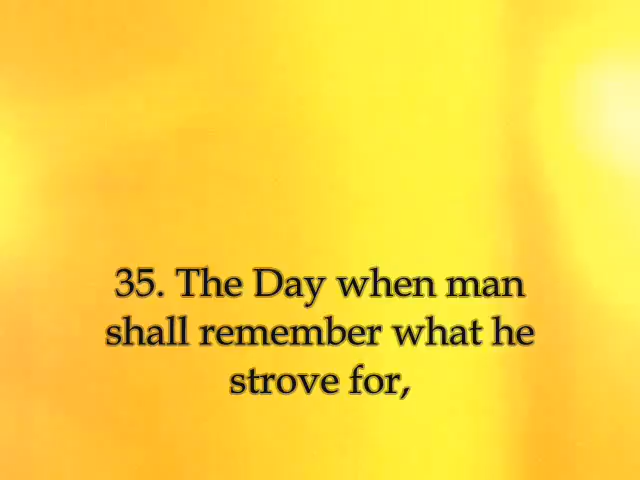 35. The Day when man
shall remember what he
strove for,